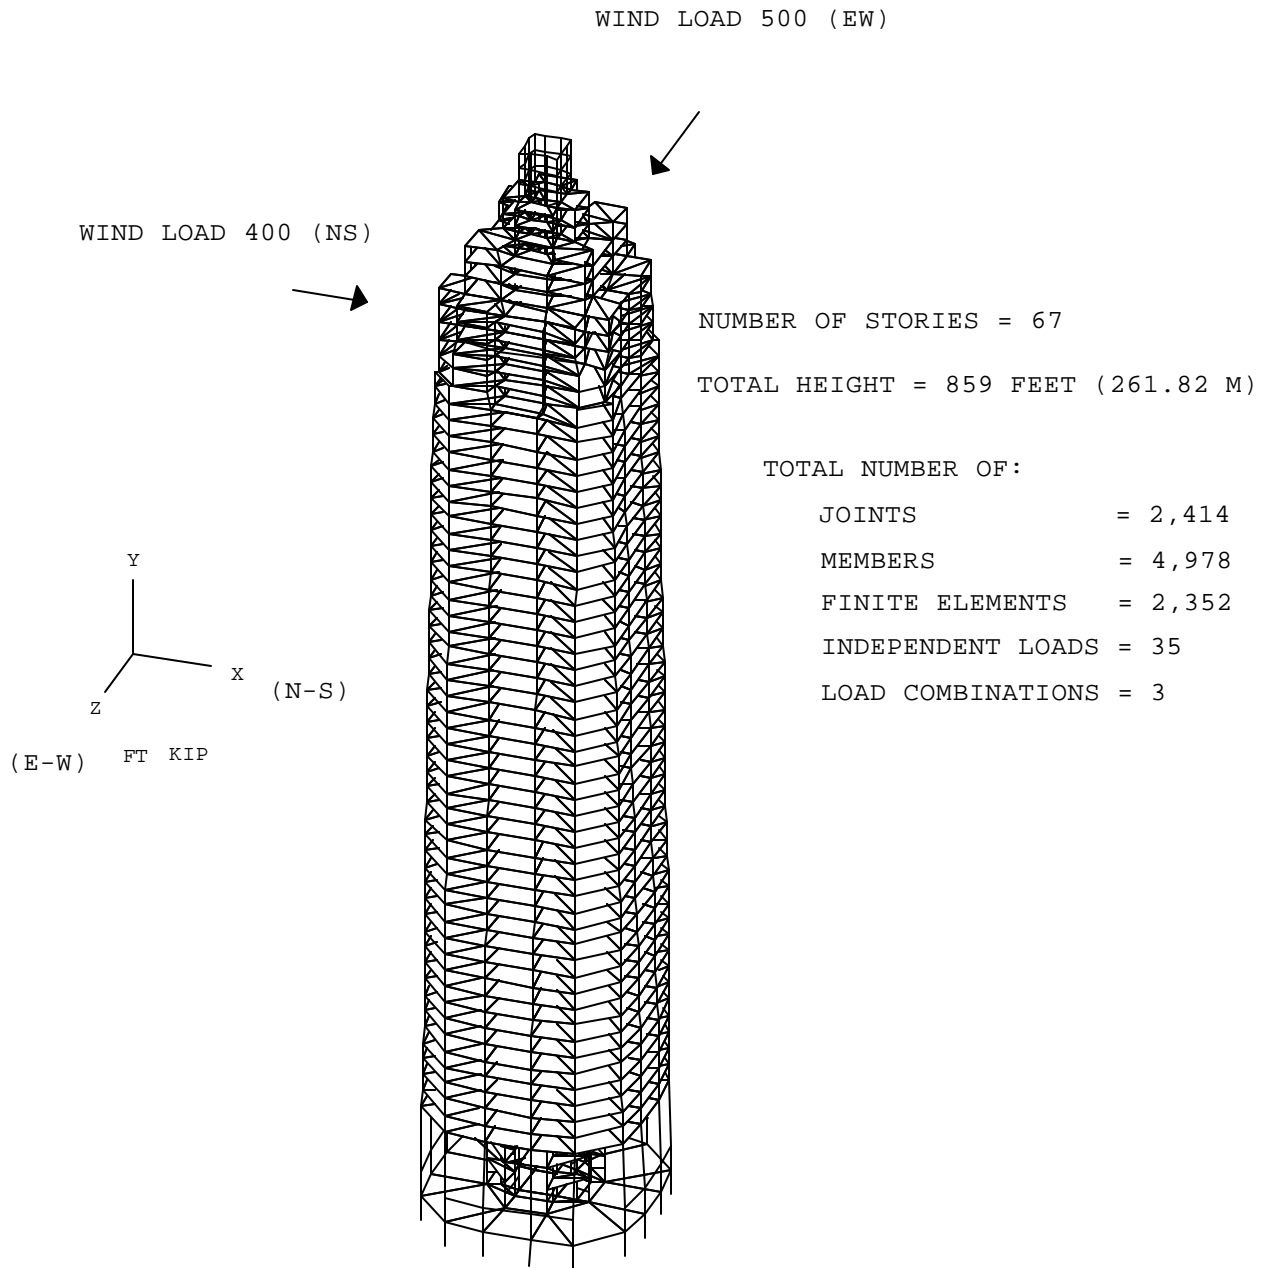 WIND LOAD 500 (EW)
WIND LOAD 400 (NS)
NUMBER OF STORIES = 67
TOTAL HEIGHT = 859 FEET (261.82 M)
TOTAL NUMBER OF:
JOINTS = 2,414
MEMBERS = 4,978
FINITE ELEMENTS = 2,352
INDEPENDENT LOADS = 35
LOAD COMBINATIONS = 3
Y
X
(N-S)
Z
(E-W)
FT KIP